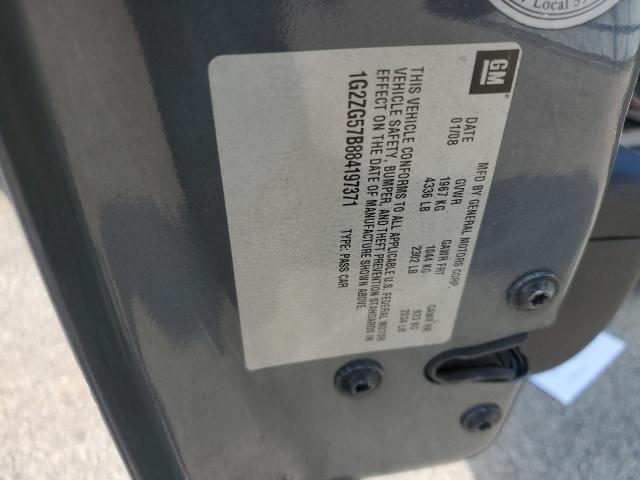 Local 5
GM
MFD BY GENERAL MOTORS CORP.
DATE GVWR GAWR FRT GAWR RR
01/08 1967 KG 1044 KG 923 KG
4336 LB 2302 LB 2034 LB
THIS VEHICLE CONFORMS TO ALL APPLICABLE U.S. FEDERAL MOTOR
VEHICLE SAFETY, BUMPER, AND THEFT PREVENTION STANDARDS IN
EFFECT ON THE DATE OF MANUFACTURE SHOWN ABOVE.
1G2ZG57B884197371 TYPE: PASS CAR